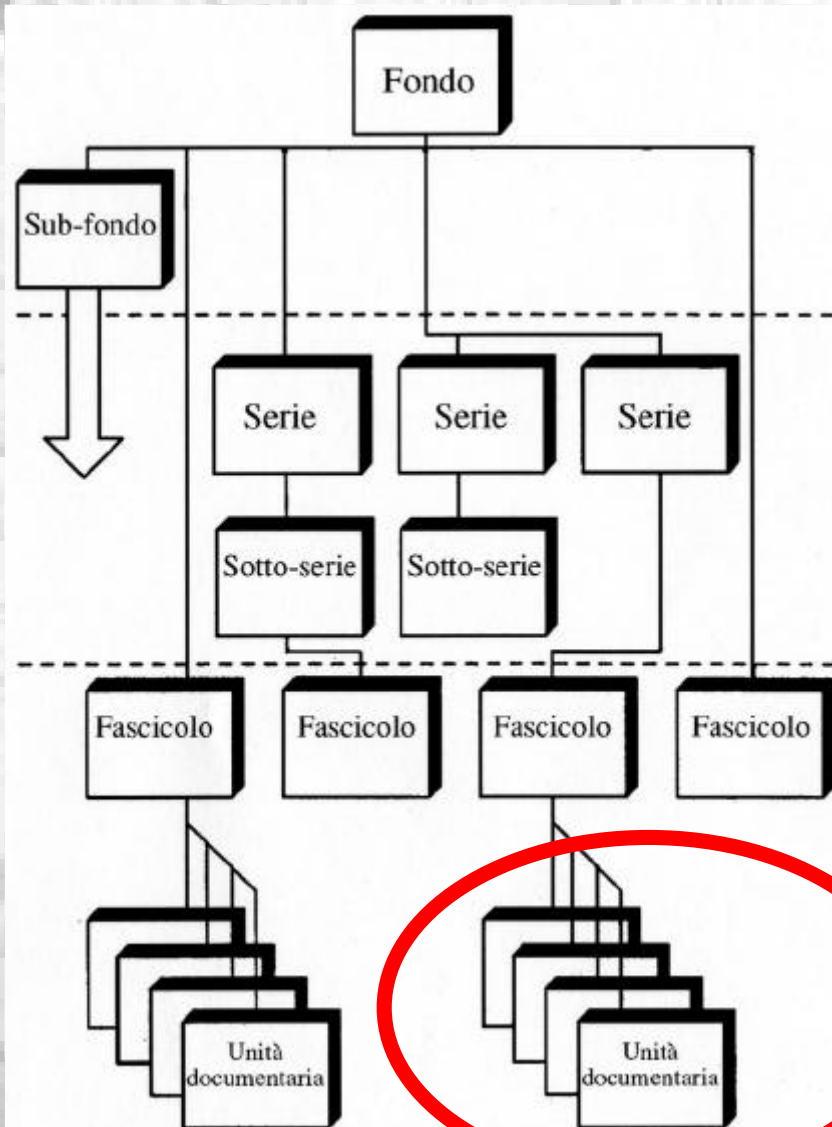 Fondo
Sub-fondo
Serie
Serie
Serie
Sotto-serie
Sotto-serie
Fascicolo
Fascicolo
Fascicolo
Fascicolo
Unità
documentaria
Unità
documentaria